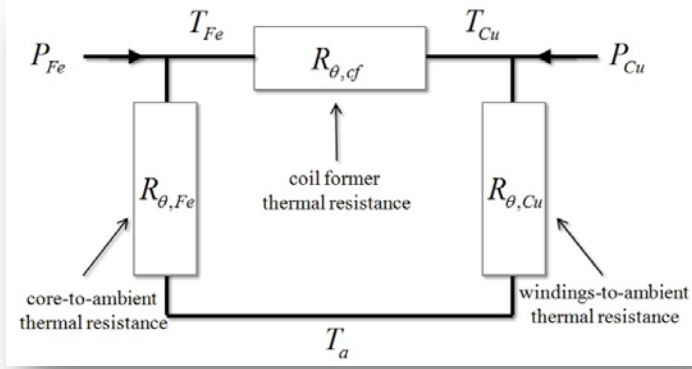 T_Fe
T_Cu
P_Fe
R_θ,cf
P_Cu
coil former
thermal resistance
R_θ,Fe
R_θ,Cu
core-to-ambient
thermal resistance
windings-to-ambient
thermal resistance
T_a